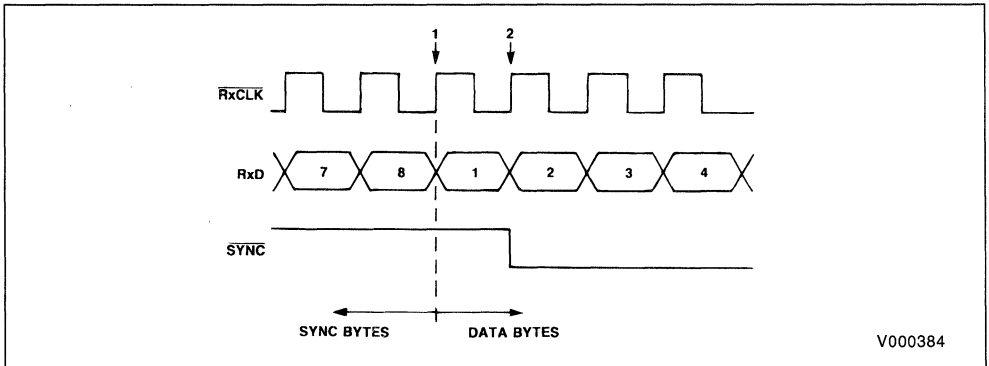 1 2
RxCLK
RxD 7 8 1 2 3 4
SYNC
SYNC BYTES DATA BYTES
V000384